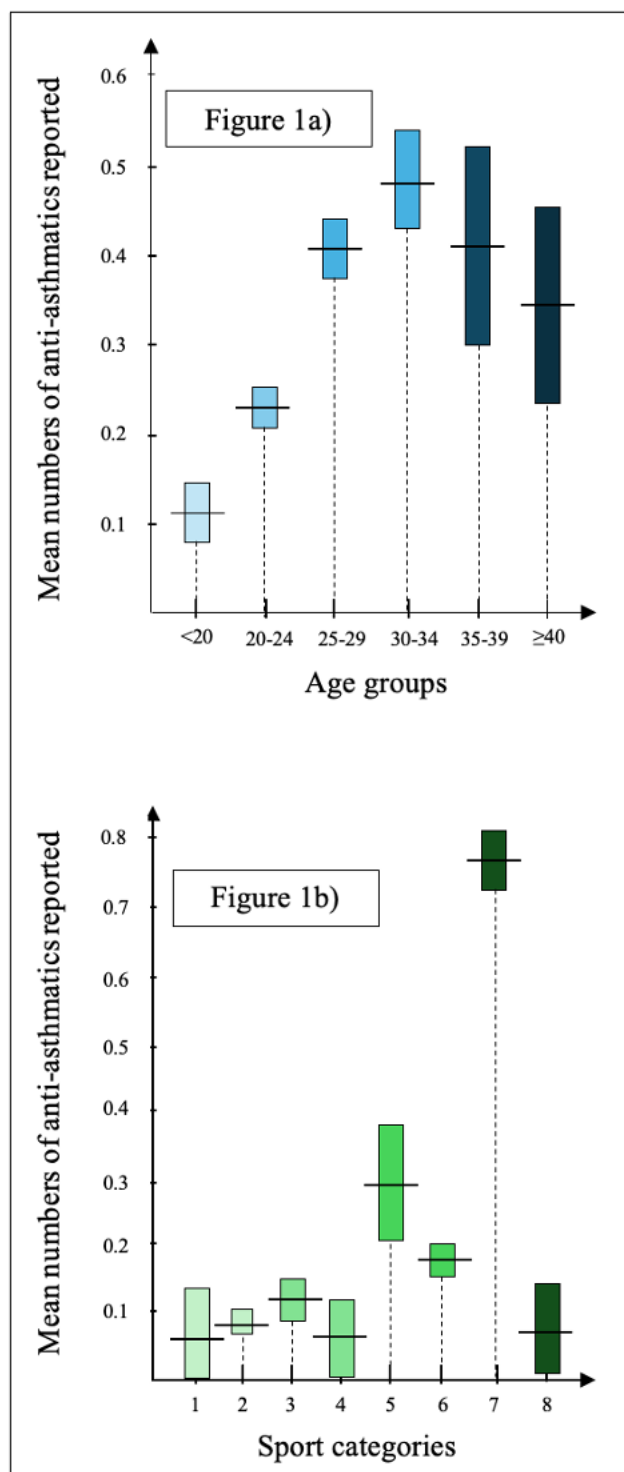 Figure 1a)
Mean numbers of anti-asthmatics reported
0.6
0.5
0.4
0.3
0.2
0.1
<20 20-24 25-29 30-34 35-39 ≥40
Age groups
Figure 1b)
Mean numbers of anti-asthmatics reported
0.8
0.7
0.6
0.5
0.4
0.3
0.2
0.1
1 2 3 4 5 6 7 8
Sport categories